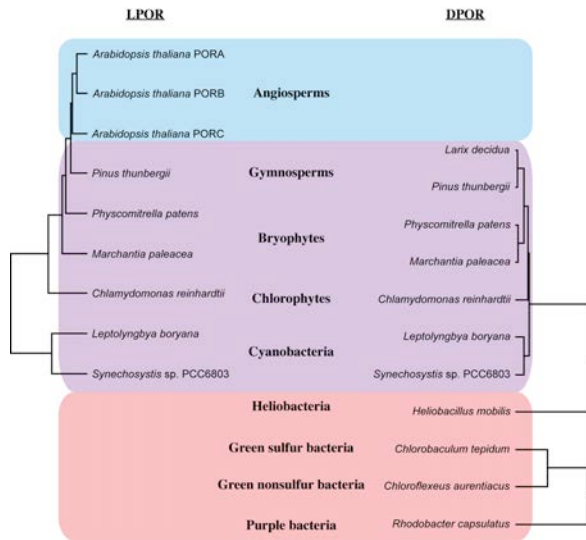 LPOR DPOR
Arabidopsis thaliana PORA
Arabidopsis thaliana PORB Angiosperms
Arabidopsis thaliana PORC
Larix decidua
Pinus thunbergii Gymnosperms Pinus thunbergii
Physcomitrella patens Physcomitrella patens
Bryophytes
Marchantia paleacea Marchantia paleacea
Chlamydomonas reinhardtii Chlorophytes Chlamydomonas reinhardtii
Leptolyngbya boryana Leptolyngbya boryana
Cyanobacteria
Synechosystis sp. PCC6803 Synechosystis sp. PCC6803
Heliobacteria Heliobacillus mobilis
Green sulfur bacteria Chlorobaculum tepidum
Green nonsulfur bacteria Chloroflexeus aurentiacus
Purple bacteria Rhodobacter capsulatus